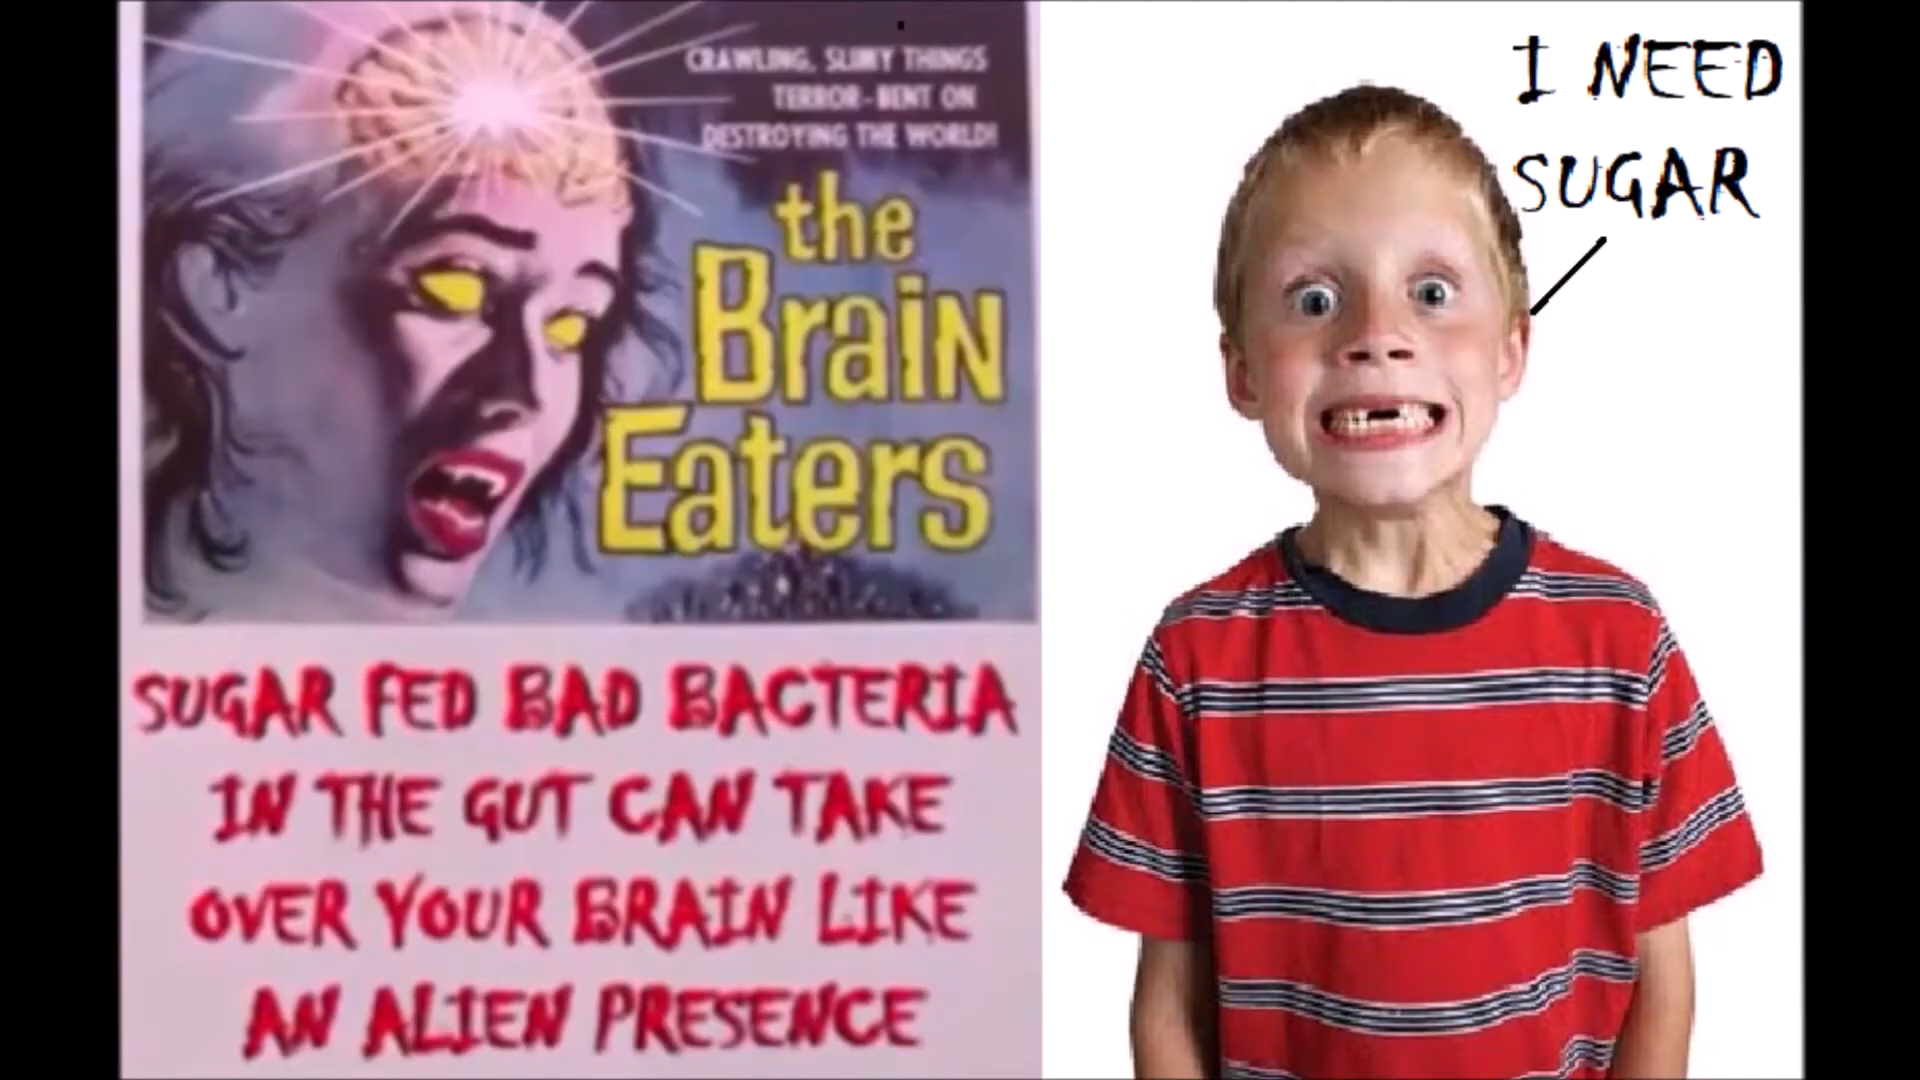 CRAWLING, SLIMY THINGS
TERROR-BENT ON
DESTROYING THE WORLD!
the
Brain
Eaters
SUGAR FED BAD BACTERIA
IN THE GUT CAN TAKE
OVER YOUR BRAIN LIKE
AN ALIEN PRESENCE
I NEED
SUGAR